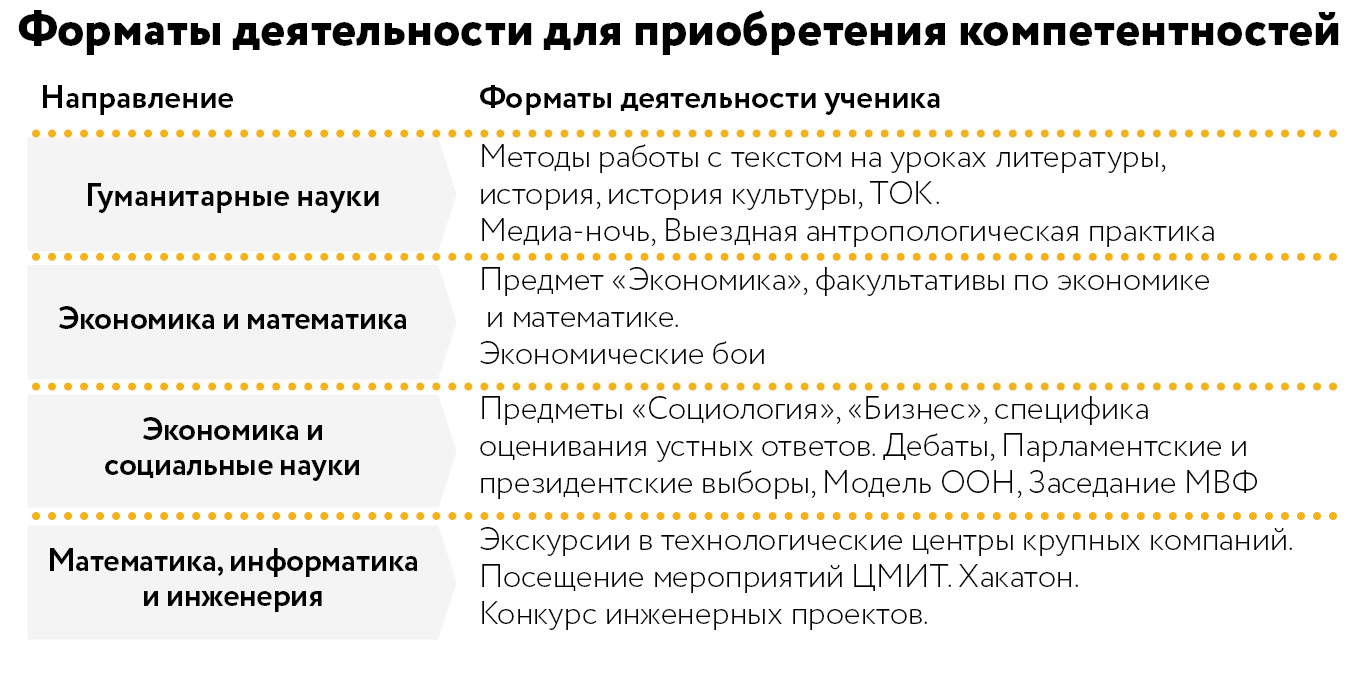 Форматы деятельности для приобретения компетентностей
Направление
Форматы деятельности ученика
Гуманитарные науки
Методы работы с текстом на уроках литературы,
история, история культуры, ТОК.
Медиа-ночь, Выездная антропологическая практика
Экономика и математика
Предмет «Экономика», факультативы по экономике
и математике.
Экономические бои
Экономика и
социальные науки
Предметы «Социология», «Бизнес», специфика
оценивания устных ответов. Дебаты, Парламентские и
президентские выборы, Модель ООН, Заседание МВФ
Математика, информатика
и инженерия
Экскурсии в технологические центры крупных компаний.
Посещение мероприятий ЦМИТ. Хакатон.
Конкурс инженерных проектов.